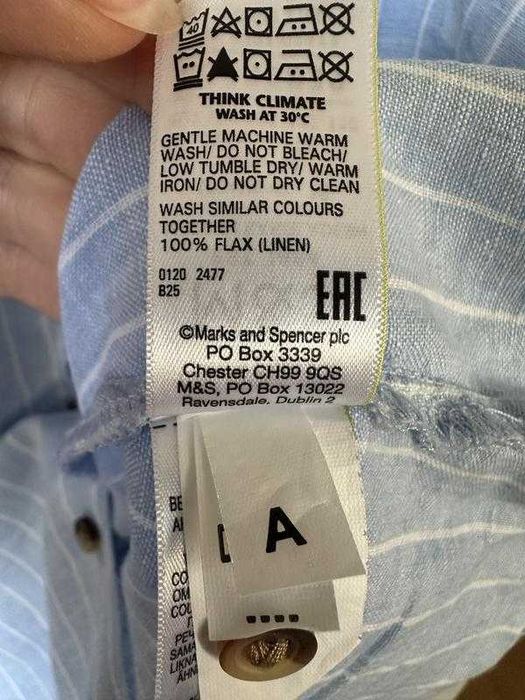 40
THINK CLIMATE
WASH AT 30°C
GENTLE MACHINE WARM
WASH/ DO NOT BLEACH/
LOW TUMBLE DRY/ WARM
IRON/ DO NOT DRY CLEAN
WASH SIMILAR COLOURS
TOGETHER
100% FLAX (LINEN)
0120 2477
B25
EAC
©Marks and Spencer plc
PO Box 3339
Chester CH99 9QS
M&S, PO Box 13022
Ravensdale, Dublin 2
A